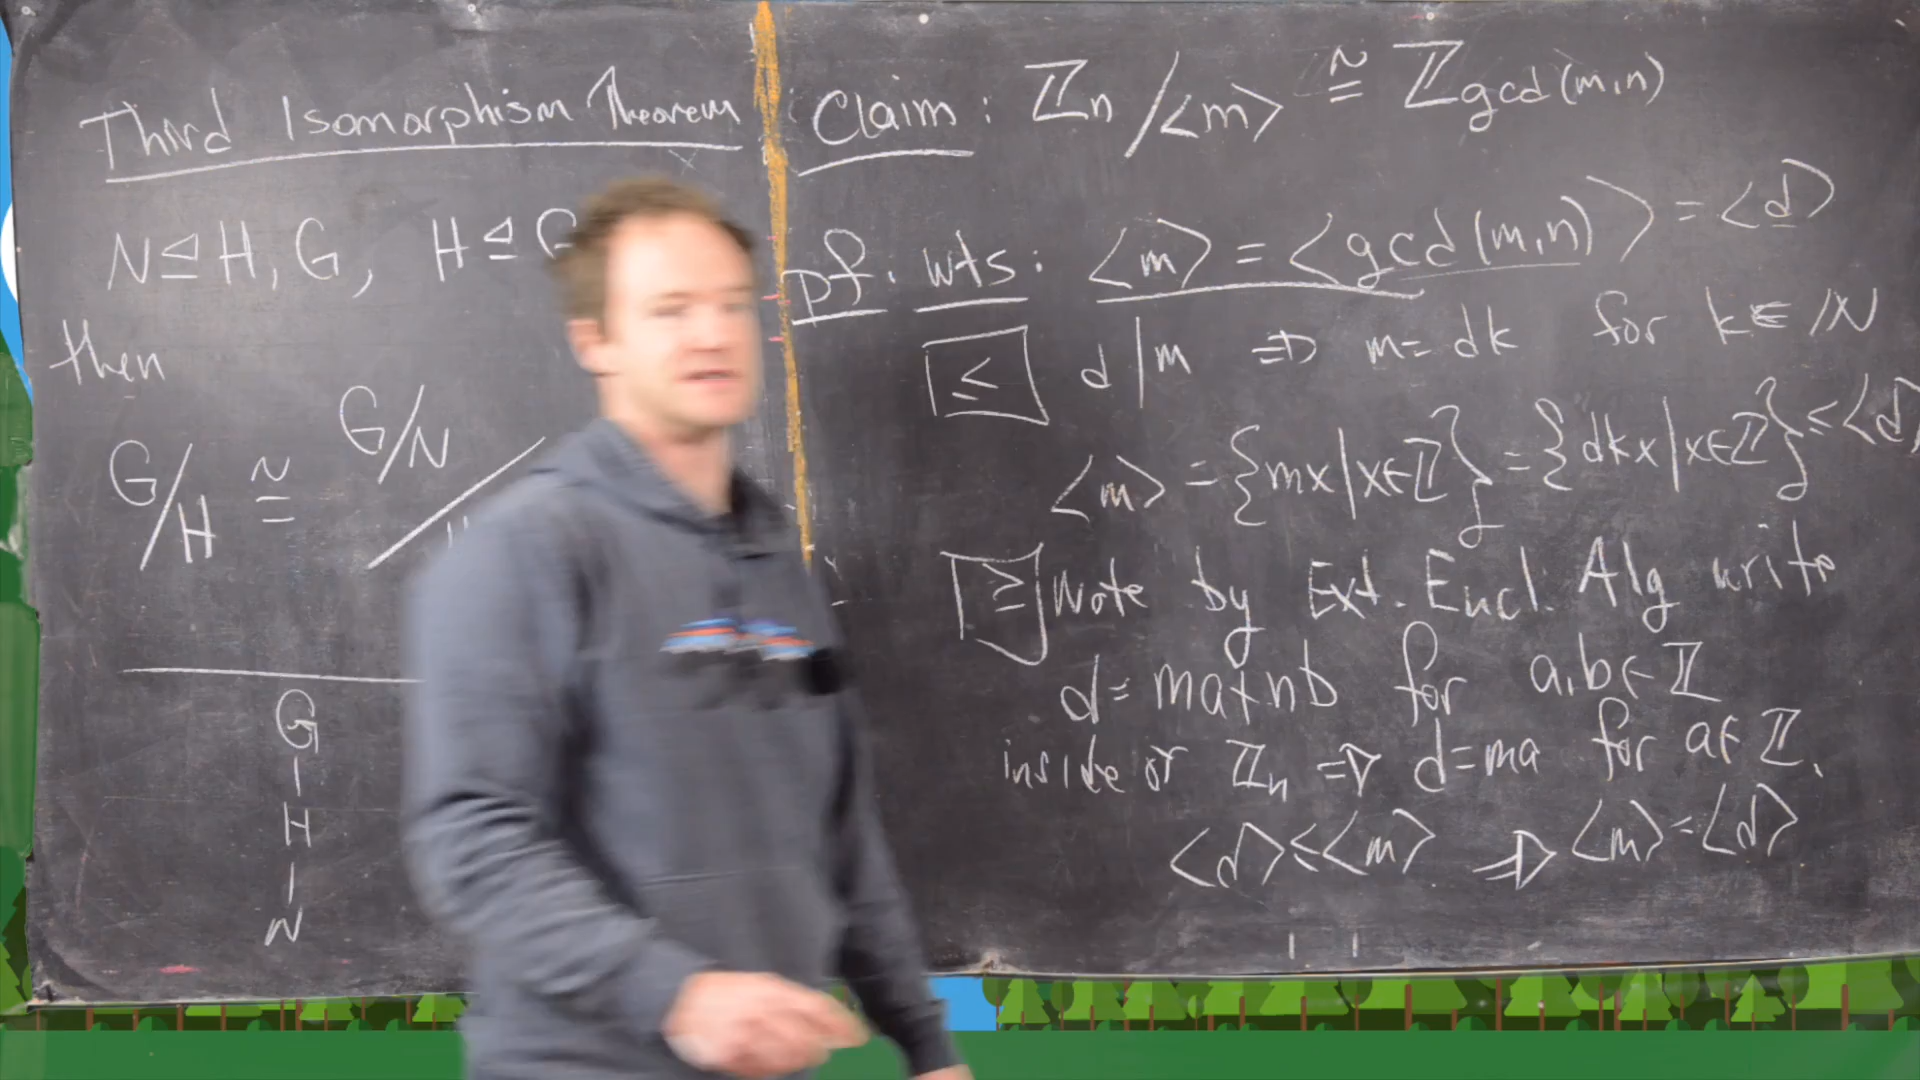 Third Isomorphism Theorem
N ⊴ H, G, H ⊴ G
then
G/H ≅ G/N
G
H
N
Claim: ℤn/<m> ≅ ℤgcd(m,n)
pf. wts: <m> = <gcd(m,n)> = <d>
≤ d|m ⇒ m=dk for k∈ℕ
<m> = {mx|x∈ℤ} = {dkx|x∈ℤ} ≤ <d>
≥ Note by Ext. Eucl. Alg write
d = ma+nb for a,b∈ℤ
inside of ℤn ⇒ d=ma for a∈ℤ.
<d>≤<m> ⇒ <m>=<d>